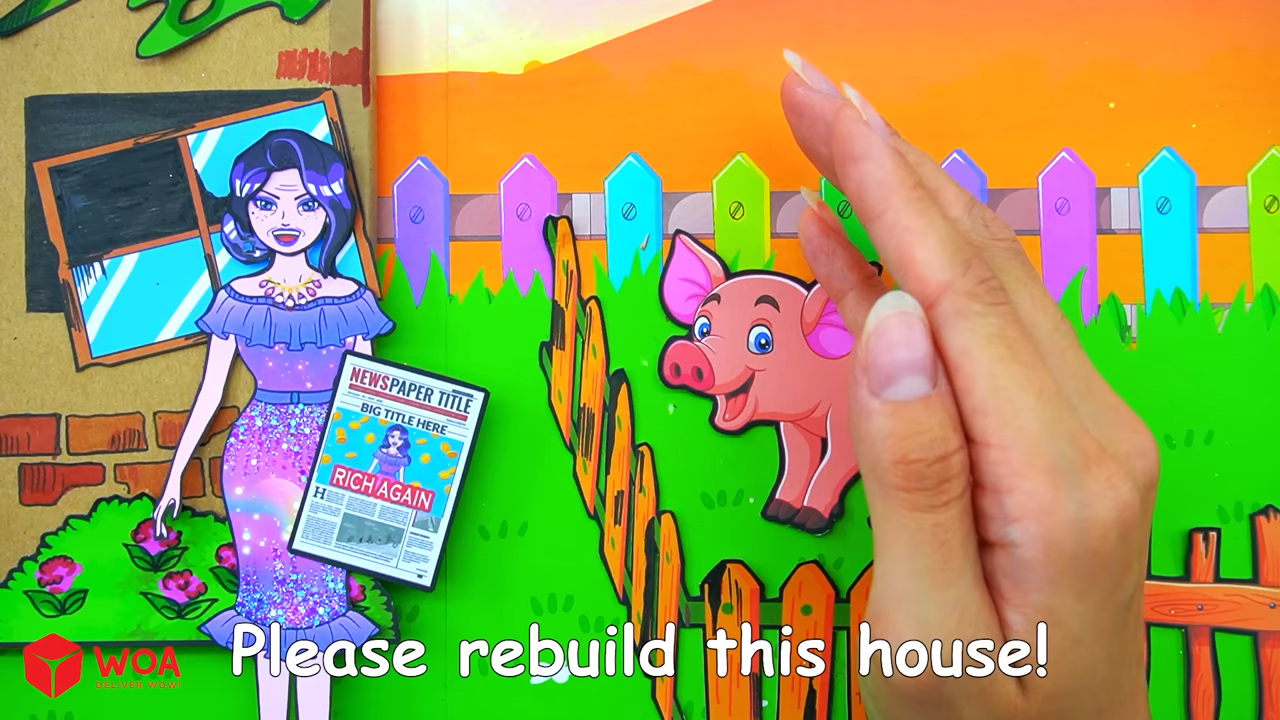 NEWSPAPER TITLE
BIG TITLE HERE
RICH AGAIN
H
Please rebuild this house!
WOA
DELIVER WOW!